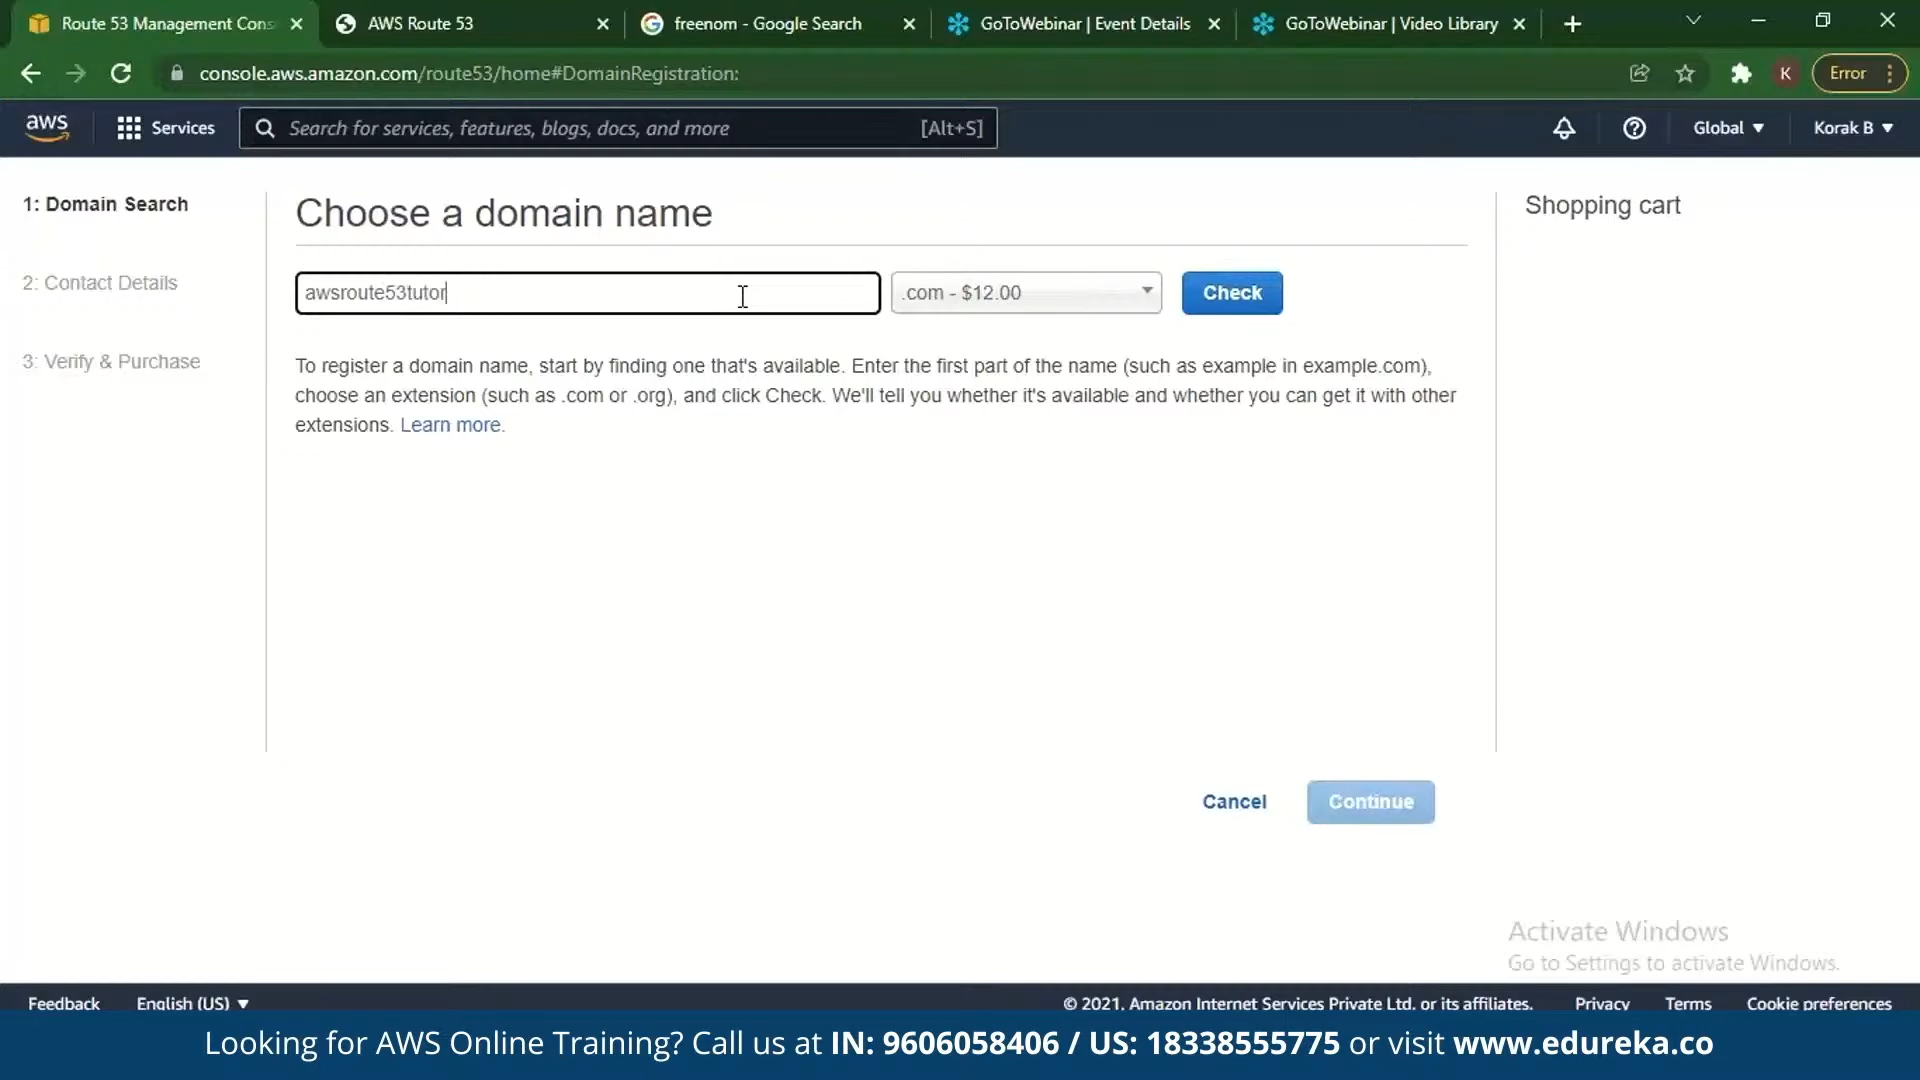 Route 53 Management Cons
AWS Route 53
freenom - Google Search
GoToWebinar | Event Details
GoToWebinar | Video Library
console.aws.amazon.com/route53/home#DomainRegistration:
K
Error
aws
Services
Search for services, features, blogs, docs, and more
[Alt+S]
Global
Korak B
1: Domain Search
2: Contact Details
3: Verify & Purchase
Choose a domain name
awsroute53tutor
.com - $12.00
Check
To register a domain name, start by finding one that's available. Enter the first part of the name (such as example in example.com),
choose an extension (such as .com or .org), and click Check. We'll tell you whether it's available and whether you can get it with other
extensions. Learn more.
Shopping cart
Cancel
Continue
Activate Windows
Go to Settings to activate Windows.
Feedback
English (US)
© 2021, Amazon Internet Services Private Ltd. or its affiliates.
Privacy
Terms
Cookie preferences
Looking for AWS Online Training? Call us at IN: 9606058406 / US: 18338555775 or visit www.edureka.co